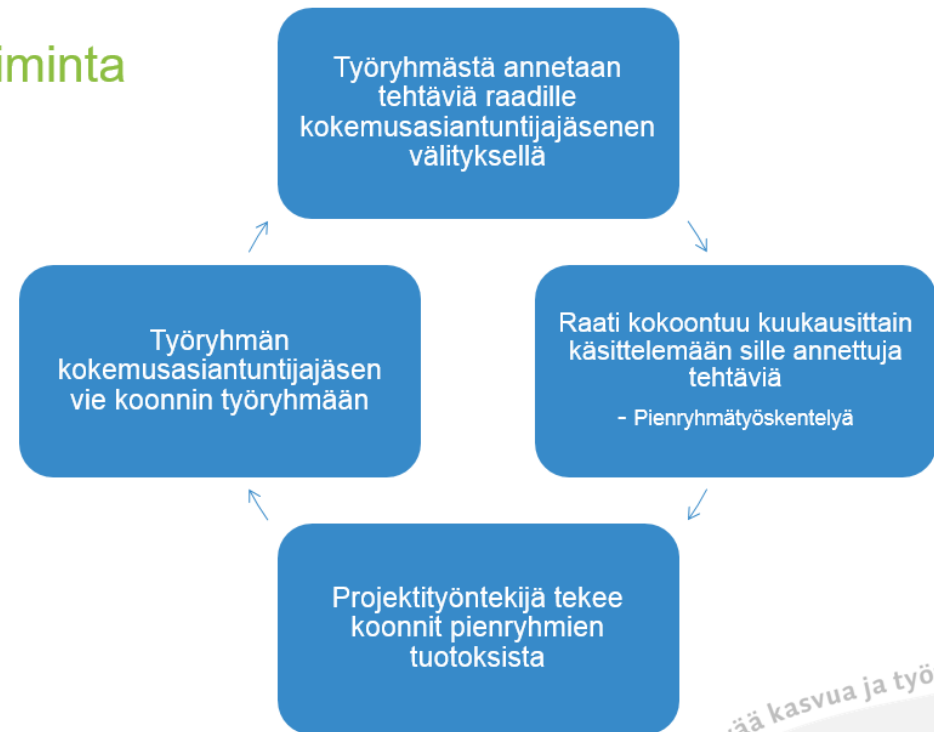 iminta
Työryhmästä annetaan
tehtäviä raadille
kokemusasiantuntijajäsenen
välityksellä
Raati kokoontuu kuukausittain
käsittelemään sille annettuja
tehtäviä
- Pienryhmätyöskentelyä
Projektityöntekijä tekee
koonnit pienryhmien
tuotoksista
Työryhmän
kokemusasiantuntijajäsen
vie koonnin työryhmään
kasvua ja työ